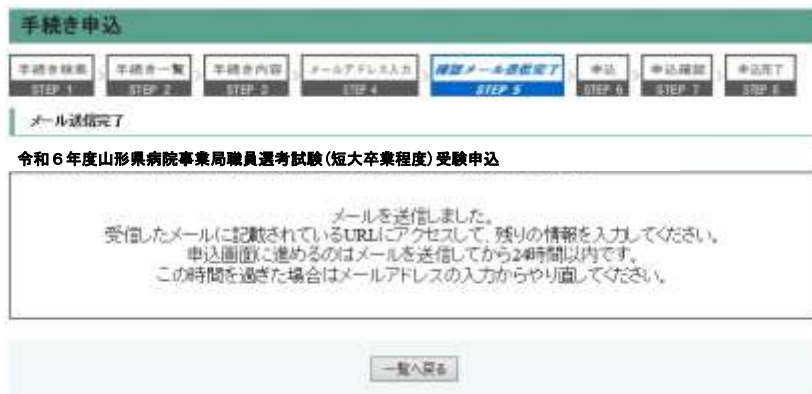 手続き申込
手続き検索 手続き一覧 手続き内容 メールアドレス入力 確認メール送信完了 申込 申込確認 申込完了
STEP 1 STEP 2 STEP 3 STEP 4 STEP 5 STEP 6 STEP 7 STEP 8
メール送信完了
令和6年度山形県病院事業局職員選考試験(短大卒業程度)受験申込
メールを送信しました。
受信したメールに記載されているURLにアクセスして、残りの情報を入力してください。
申込画面に進めるのはメールを送信してから24時間以内です。
この時間を過ぎた場合はメールアドレスの入力からやり直してください。
一覧へ戻る